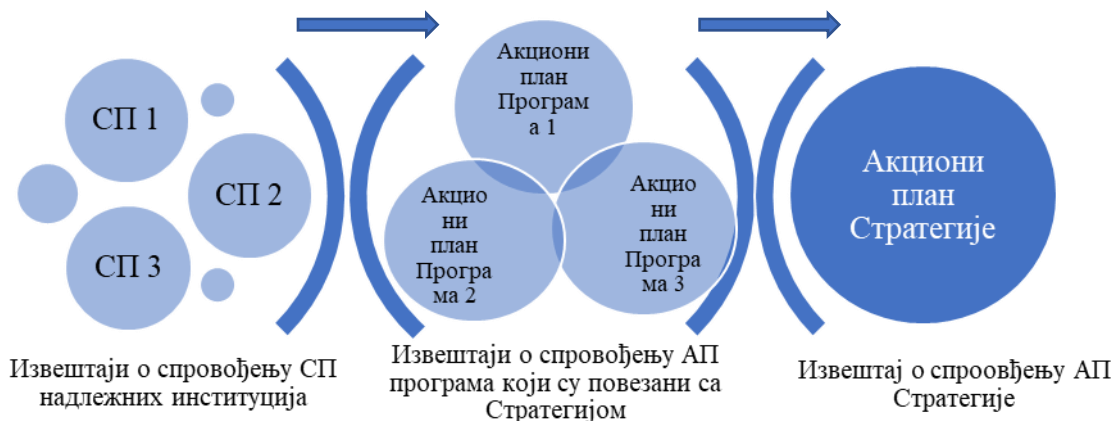 СП 1
СП 2
СП 3
Извештаји о спровођењу СП
надлежних институција
Акциони
план
Програм
а 1
Акцио
ни
план
Програ
ма 2
Акцио
ни
план
Програ
ма 3
Извештаји о спровођењу АП
програма који су повезани са
Стратегијом
Акциони
план
Стратегије
Извештај о спроовђењу АП
Стратегије